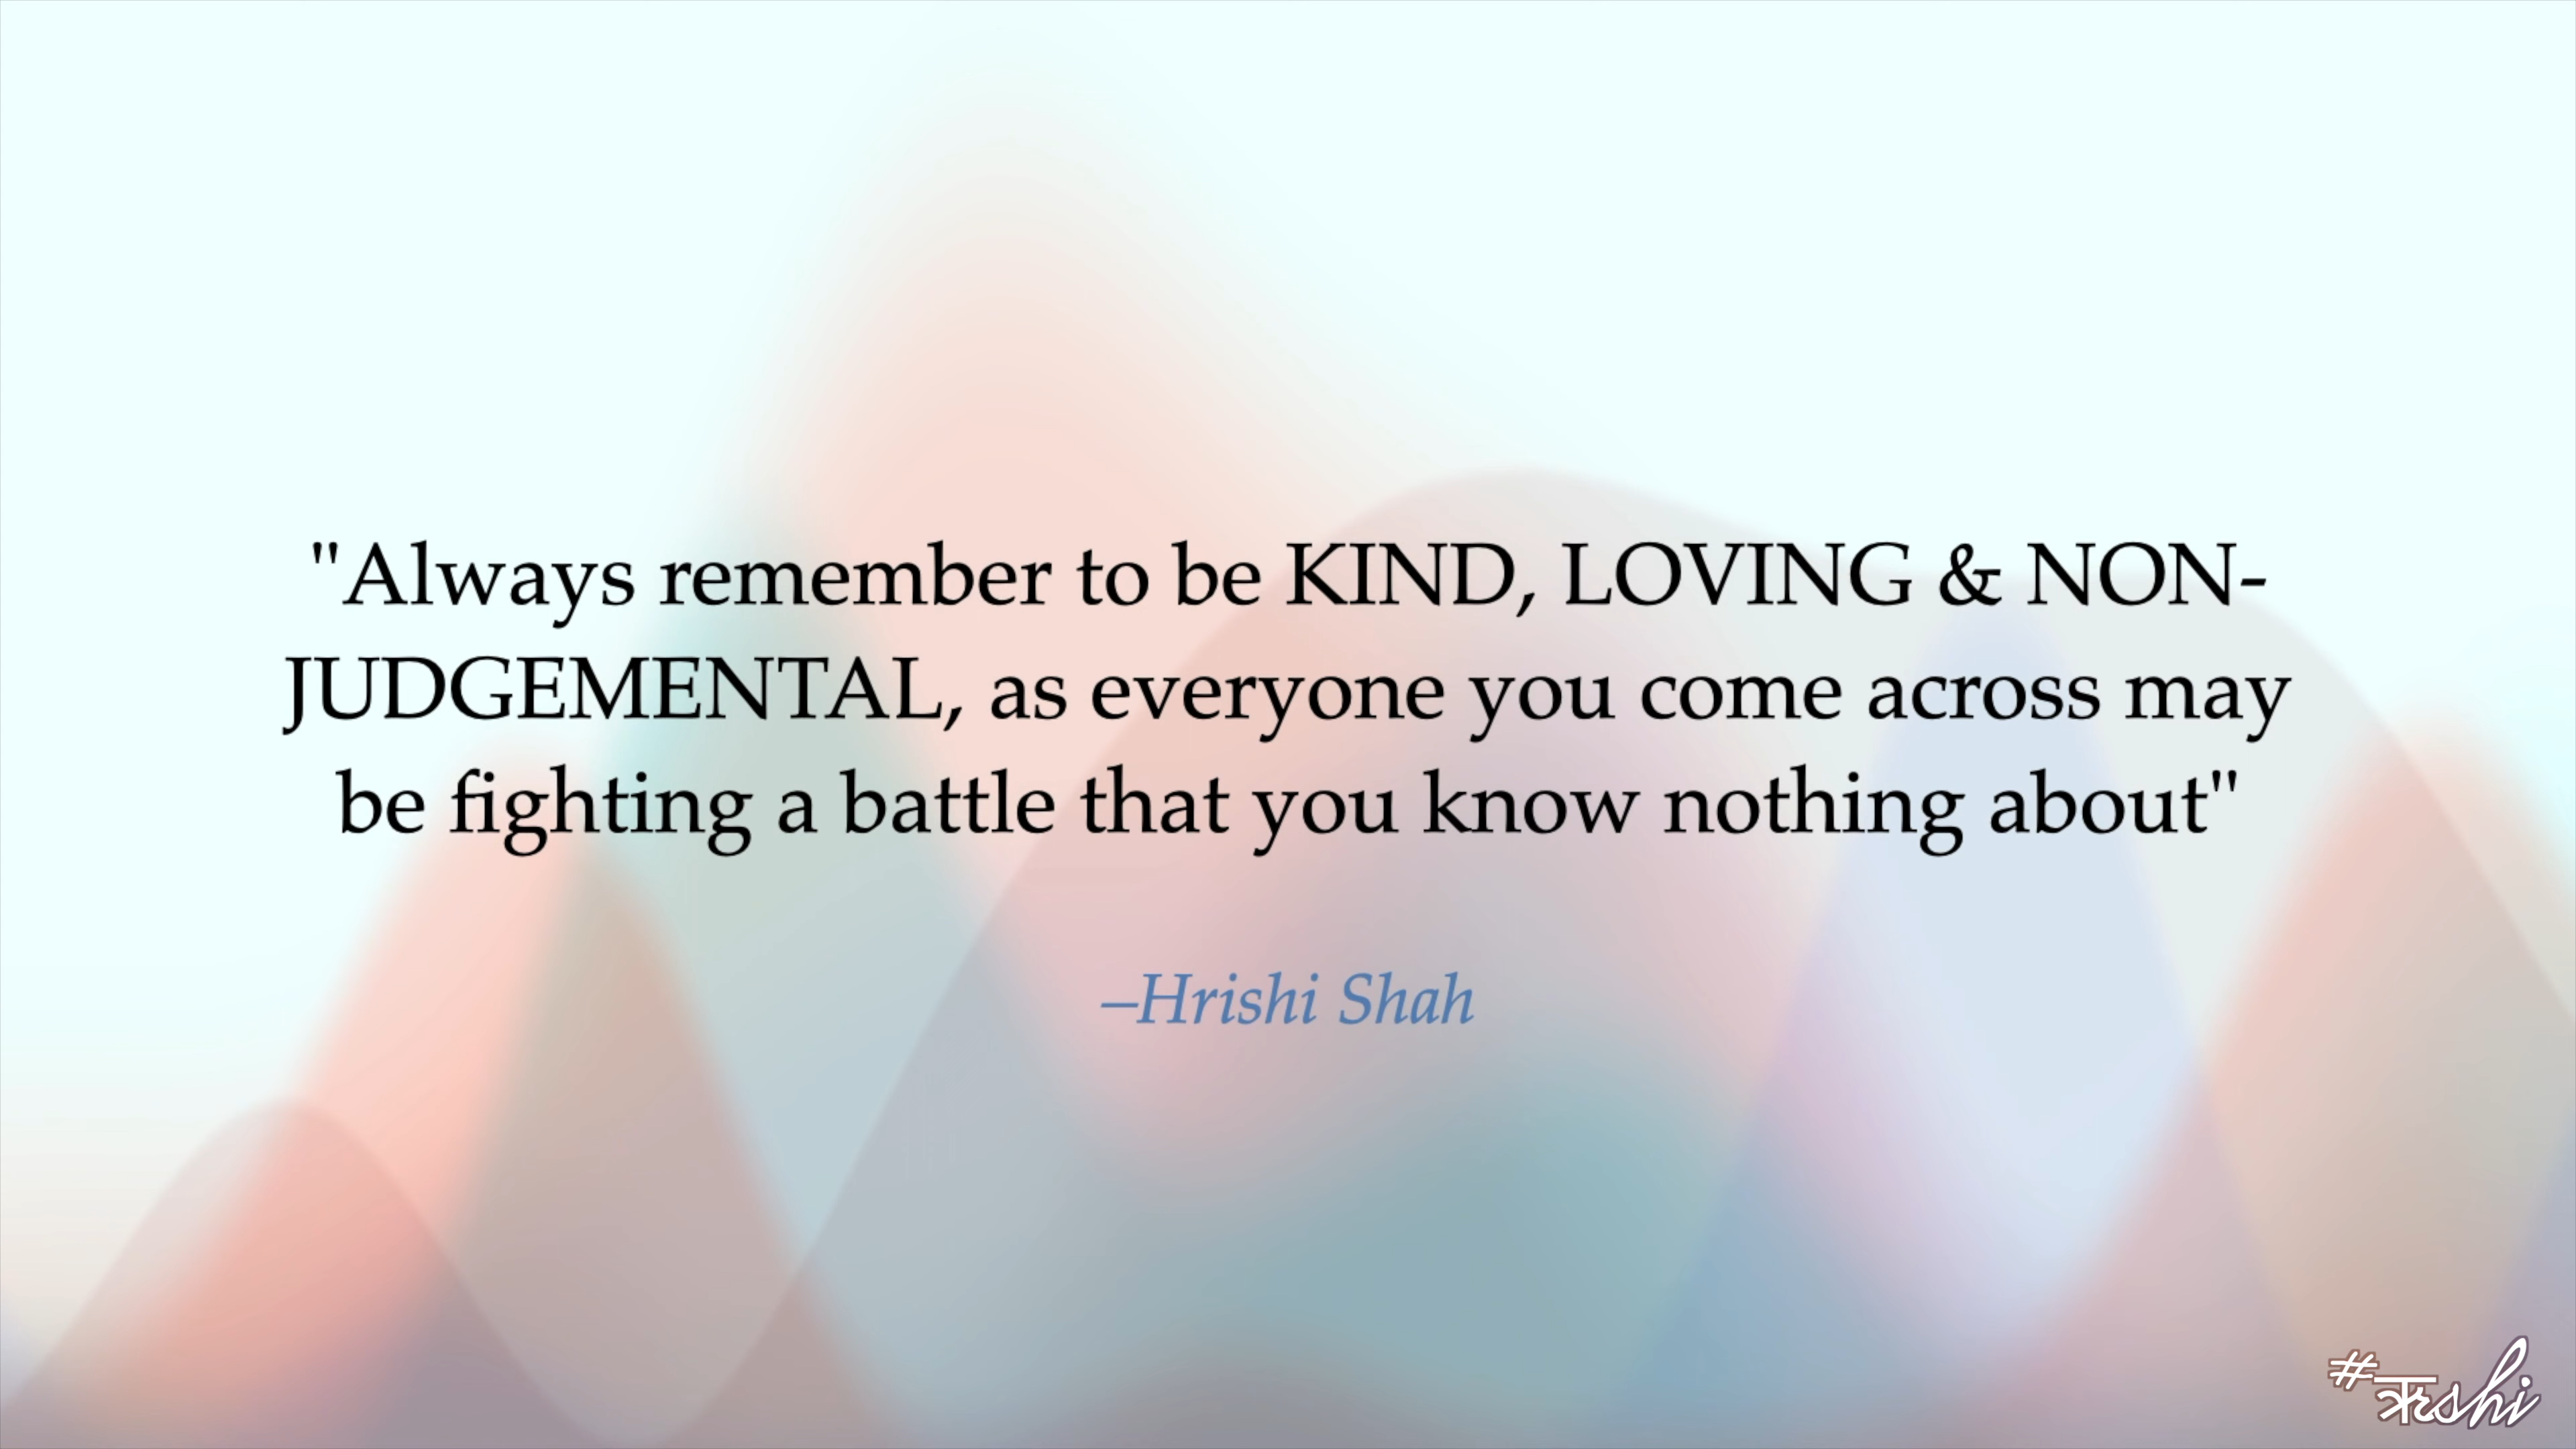 "Always remember to be KIND, LOVING & NON-
JUDGEMENTAL, as everyone you come across may
be fighting a battle that you know nothing about"
–Hrishi Shah
#ऋshi